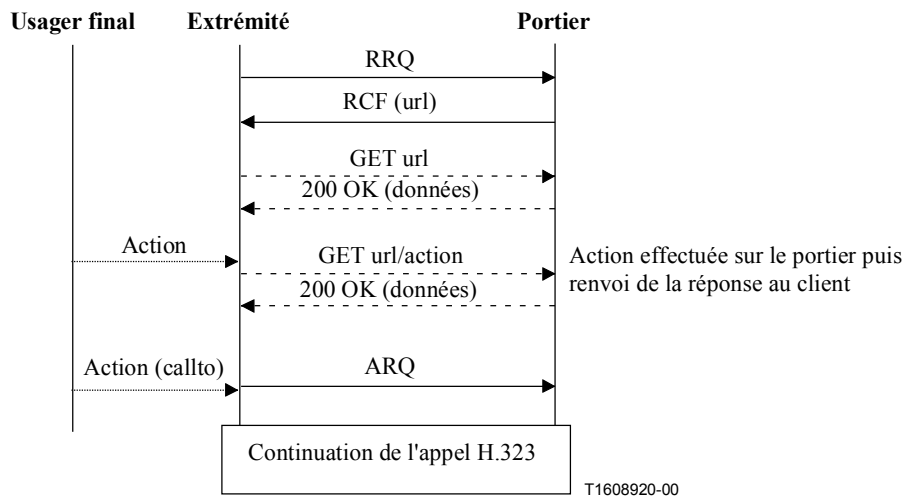 Usager final
Extrémité
Portier
RRQ
RCF (url)
GET url
200 OK (données)
Action
GET url/action
200 OK (données)
Action effectuée sur le portier puis
renvoi de la réponse au client
Action (callto)
ARQ
Continuation de l'appel H.323
T1608920-00